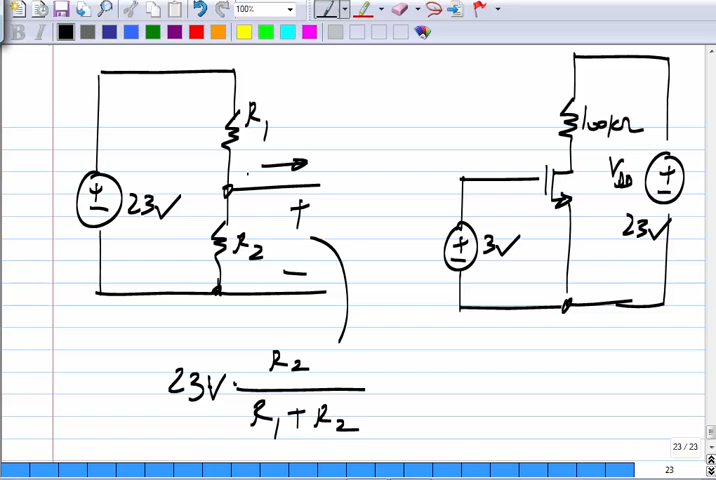 100%
B I U
R1
23V
+
R2
−
23V · R2 / R1 + R2
100kΩ
VDD
23V
3V
23 / 23
23